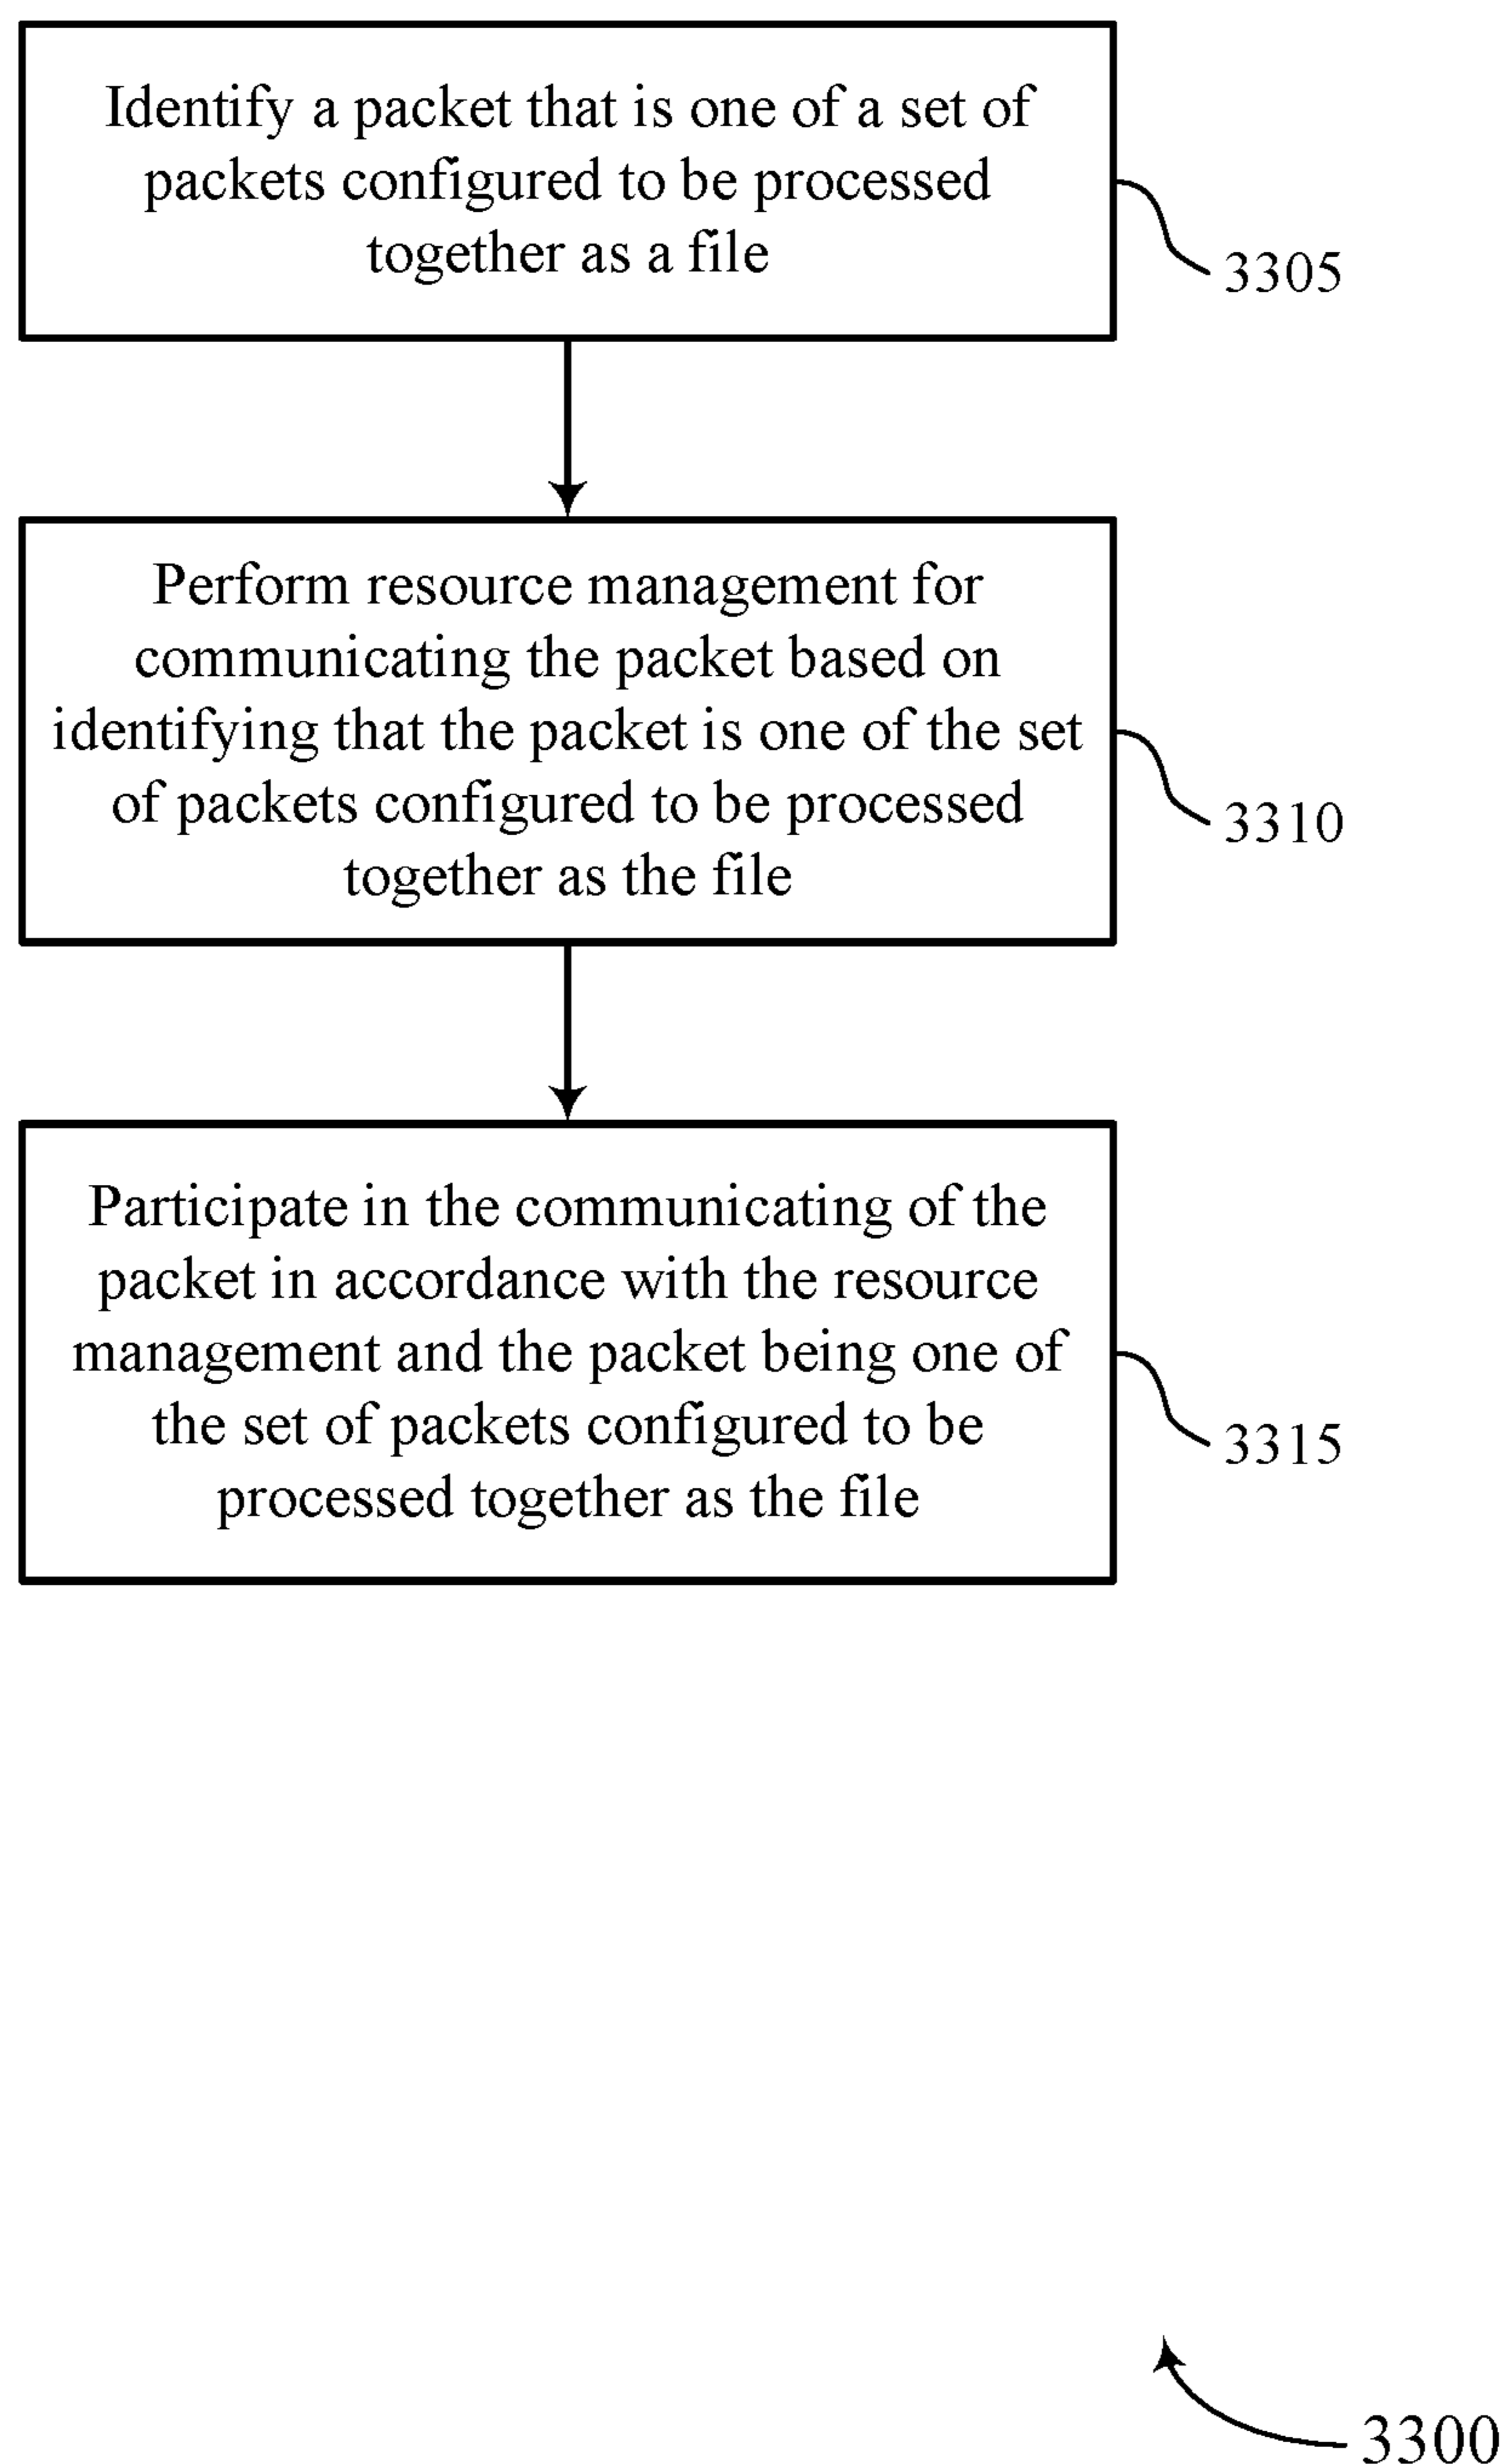 Identify a packet that is one of a set of
packets configured to be processed
together as a file
3305
Perform resource management for
communicating the packet based on
identifying that the packet is one of the set
of packets configured to be processed
together as the file
3310
Participate in the communicating of the
packet in accordance with the resource
management and the packet being one of
the set of packets configured to be
processed together as the file
3315
3300